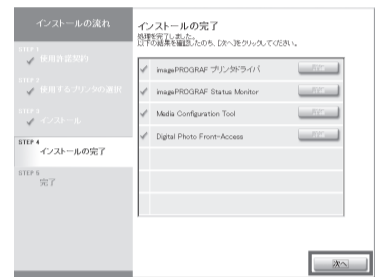 インストールの流れ
STEP 1
使用許諾契約
STEP 2
使用するプリンタの選択
STEP 3
インストール
STEP 4
インストールの完了
STEP 5
完了
インストールの完了
処理を完了しました。
以下の結果を確認したのち、[次へ]をクリックしてください。
imagePROGRAF プリンタドライバ
imagePROGRAF Status Monitor
Media Configuration Tool
Digital Photo Front-Access
次へ